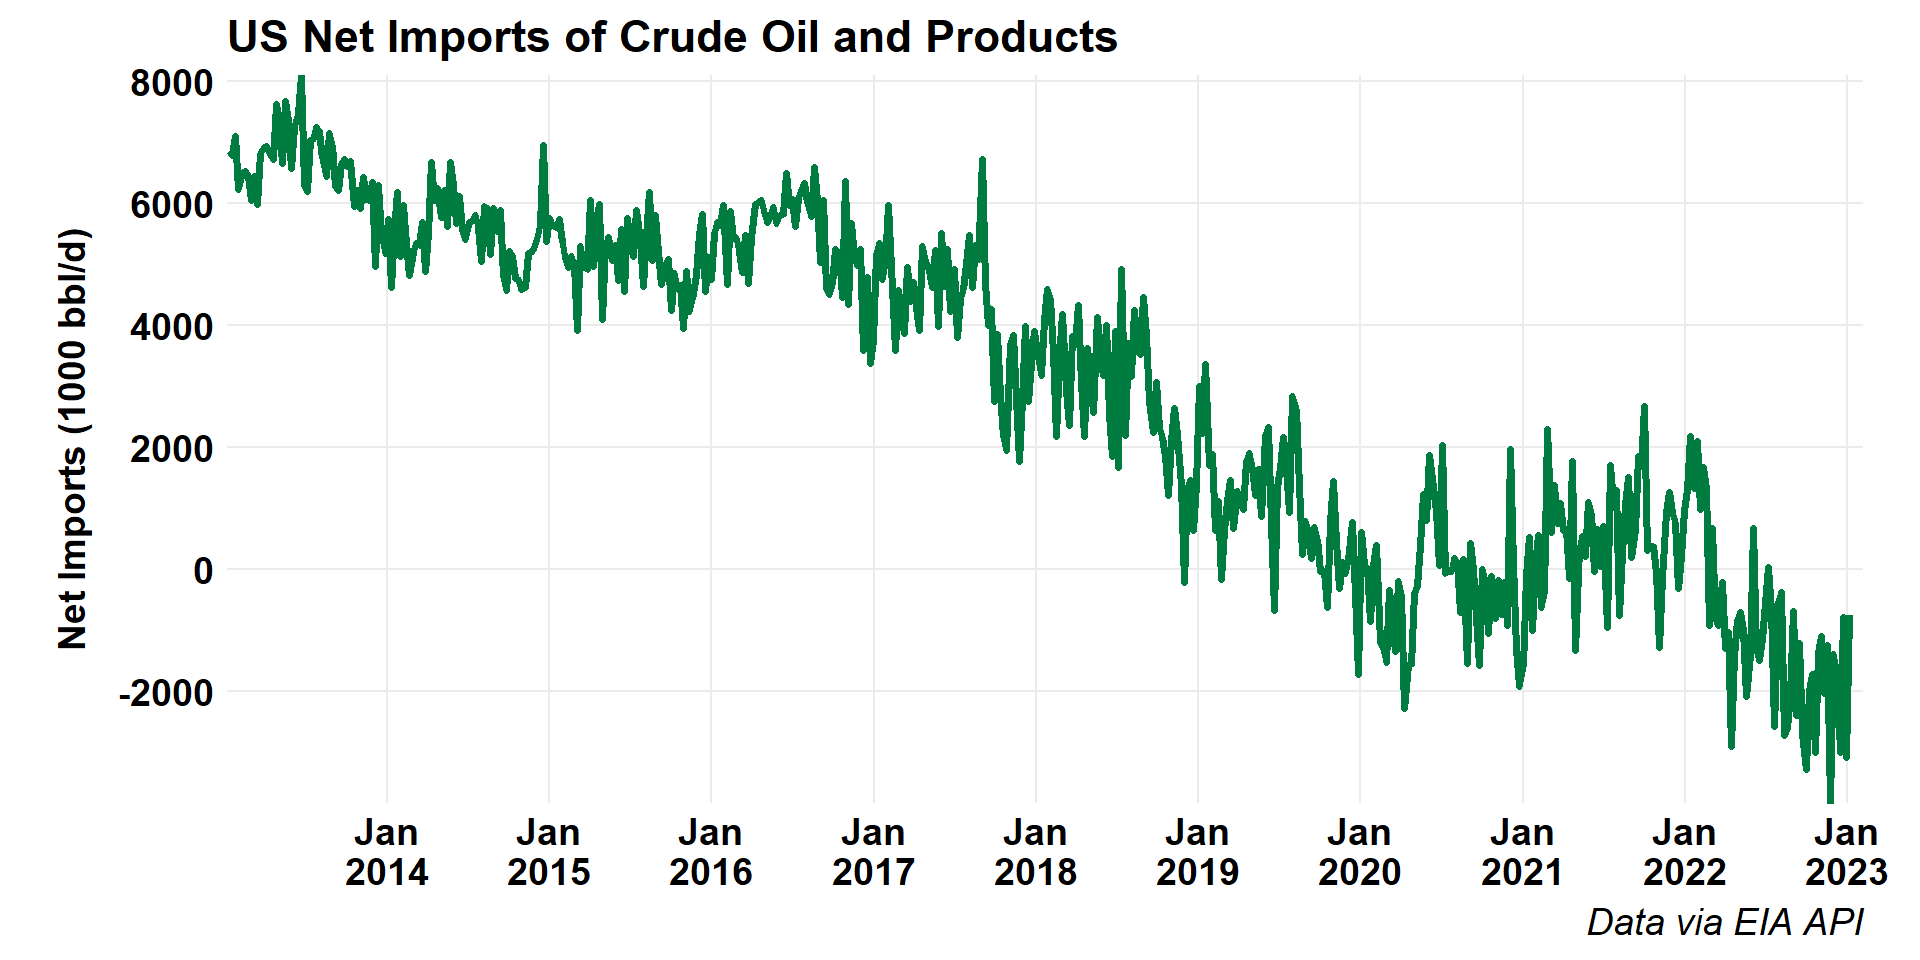 US Net Imports of Crude Oil and Products
Net Imports (1000 bbl/d)
8000
6000
4000
2000
0
-2000
Jan Jan Jan Jan Jan Jan Jan Jan Jan Jan
2014 2015 2016 2017 2018 2019 2020 2021 2022 2023
Data via EIA API